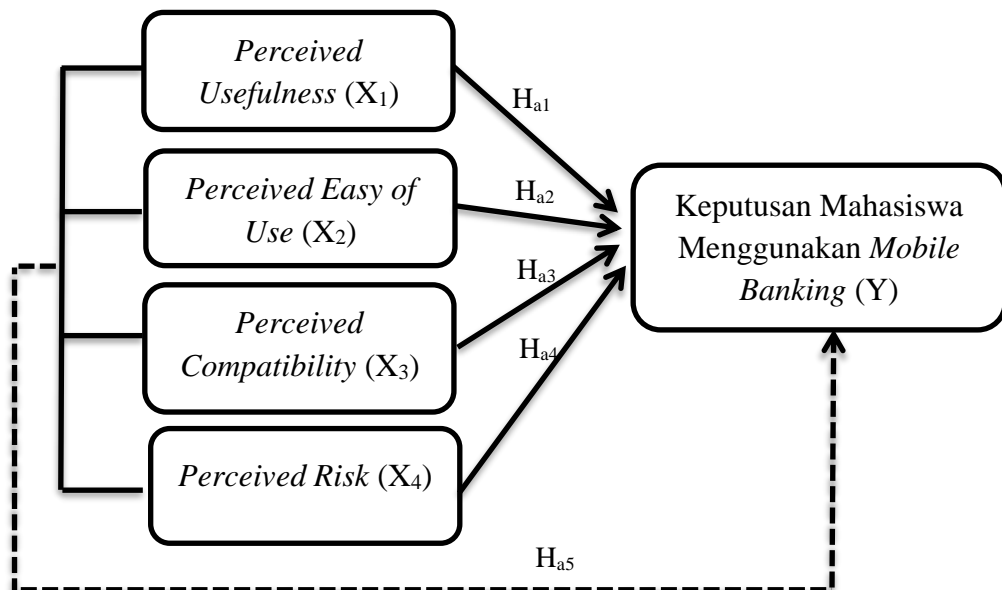 Perceived
Usefulness (X₁)
Hₐ₁
Perceived Easy of
Use (X₂)
Hₐ₂
Keputusan Mahasiswa
Menggunakan Mobile
Banking (Y)
Hₐ₃
Perceived
Compatibility (X₃)
Hₐ₄
Perceived Risk (X₄)
Hₐ₅